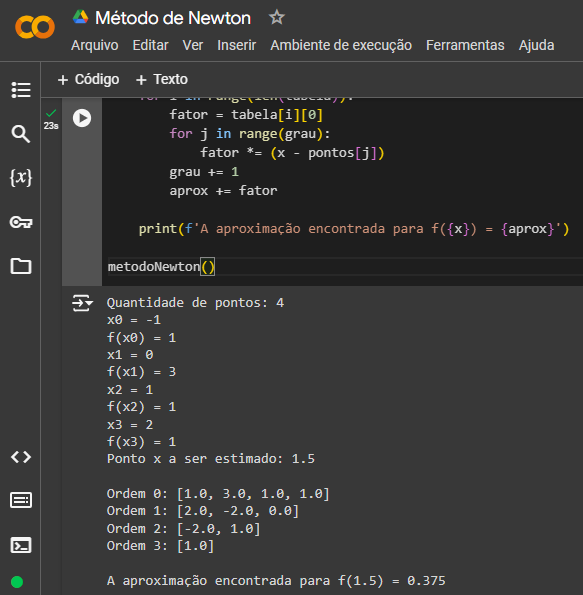 Método de Newton
Arquivo Editar Ver Inserir Ambiente de execução Ferramentas Ajuda
+ Código + Texto
for i in range(len(tabela)):
23s
fator = tabela[i][0]
for j in range(grau):
fator *= (x - pontos[j])
grau += 1
aprox += fator
print(f'A aproximação encontrada para f({x}) = {aprox}')
metodoNewton()
Quantidade de pontos: 4
x0 = -1
f(x0) = 1
x1 = 0
f(x1) = 3
x2 = 1
f(x2) = 1
x3 = 2
f(x3) = 1
Ponto x a ser estimado: 1.5
Ordem 0: [1.0, 3.0, 1.0, 1.0]
Ordem 1: [2.0, -2.0, 0.0]
Ordem 2: [-2.0, 1.0]
Ordem 3: [1.0]
A aproximação encontrada para f(1.5) = 0.375